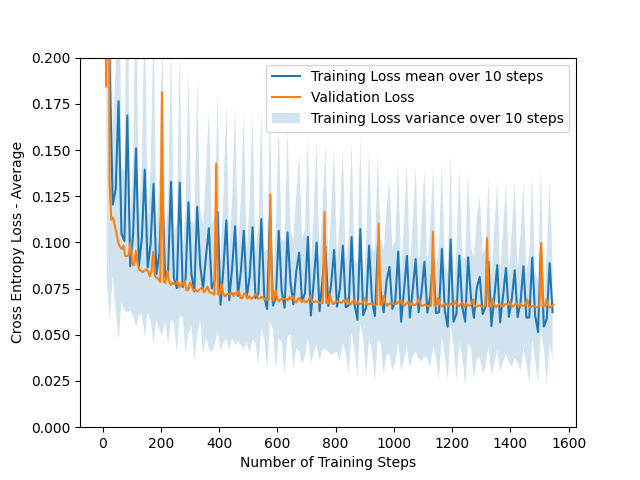 Training Loss mean over 10 steps
Validation Loss
Training Loss variance over 10 steps
Cross Entropy Loss - Average
0.200
0.175
0.150
0.125
0.100
0.075
0.050
0.025
0.000
0 200 400 600 800 1000 1200 1400 1600
Number of Training Steps